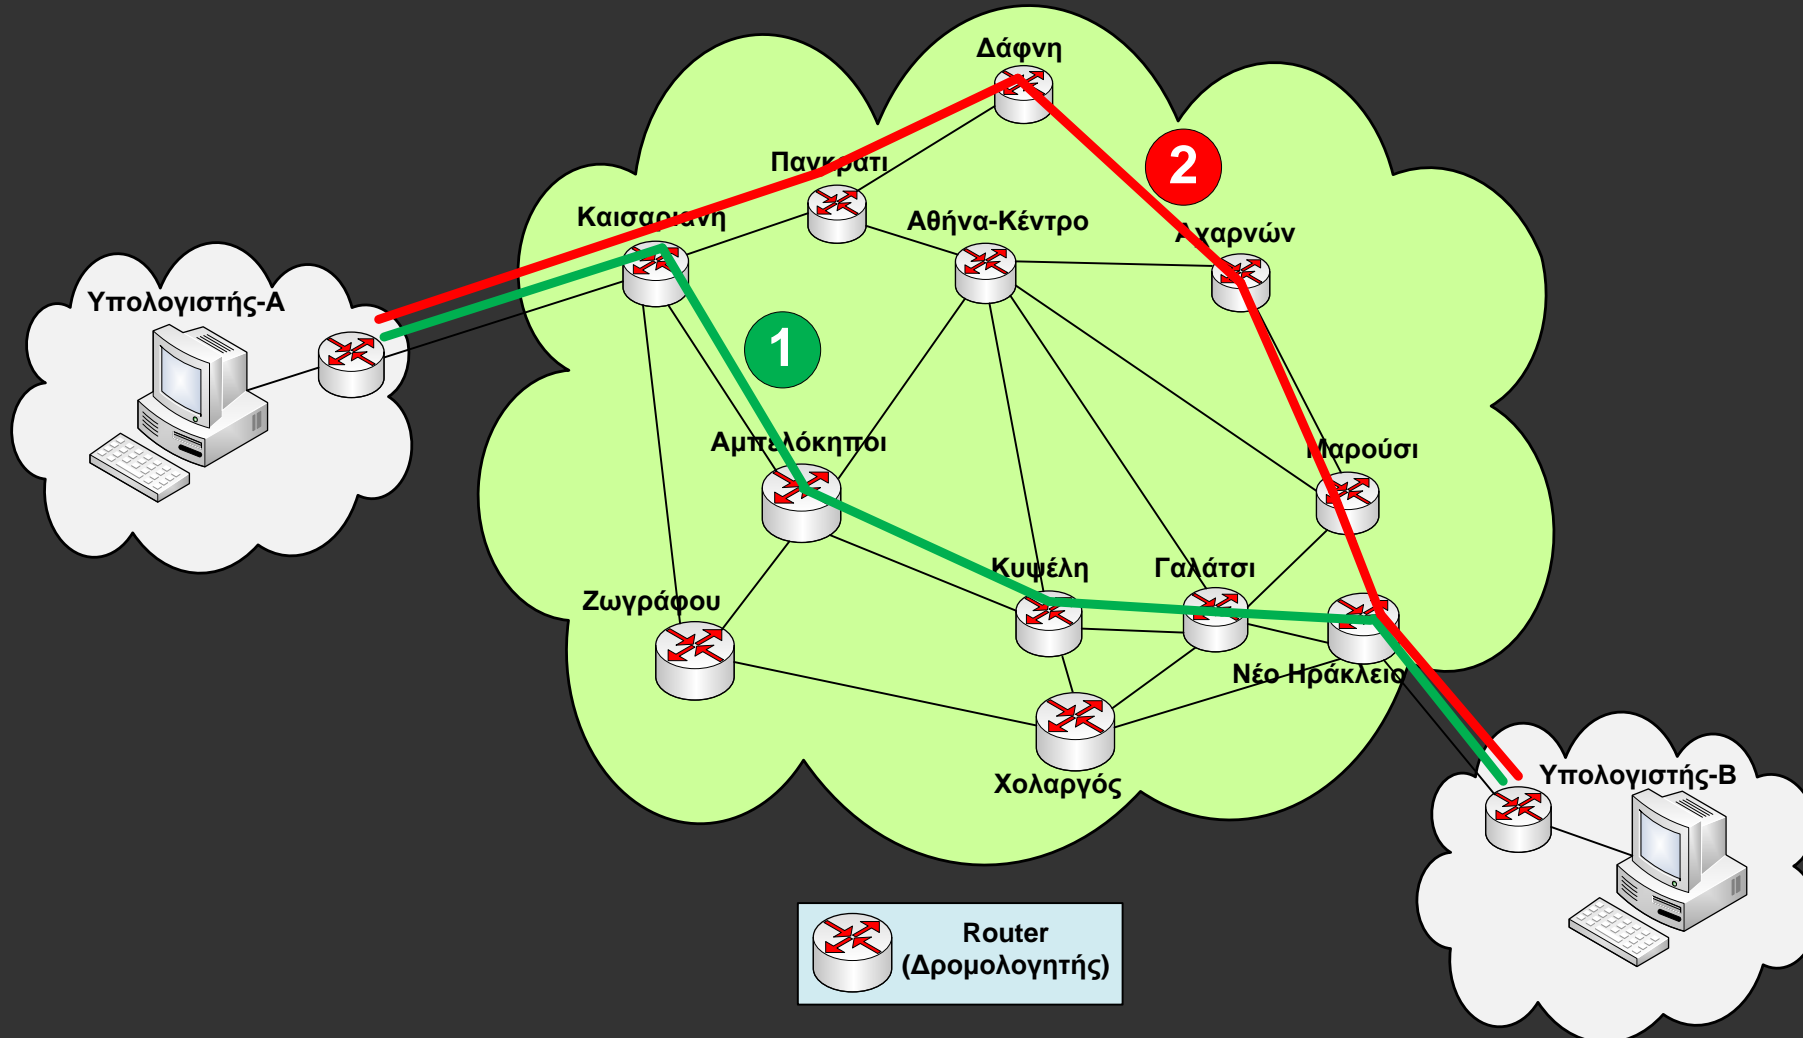 Δάφνη
2
Παγκράτι
Καισαριανή
Αθήνα-Κέντρο
Αχαρνών
Υπολογιστής-Α
1
Αμπελόκηποι
Μαρούσι
Κυψέλη
Γαλάτσι
Ζωγράφου
Νέο Ηράκλειο
Χολαργός
Υπολογιστής-Β
Router
(Δρομολογητής)